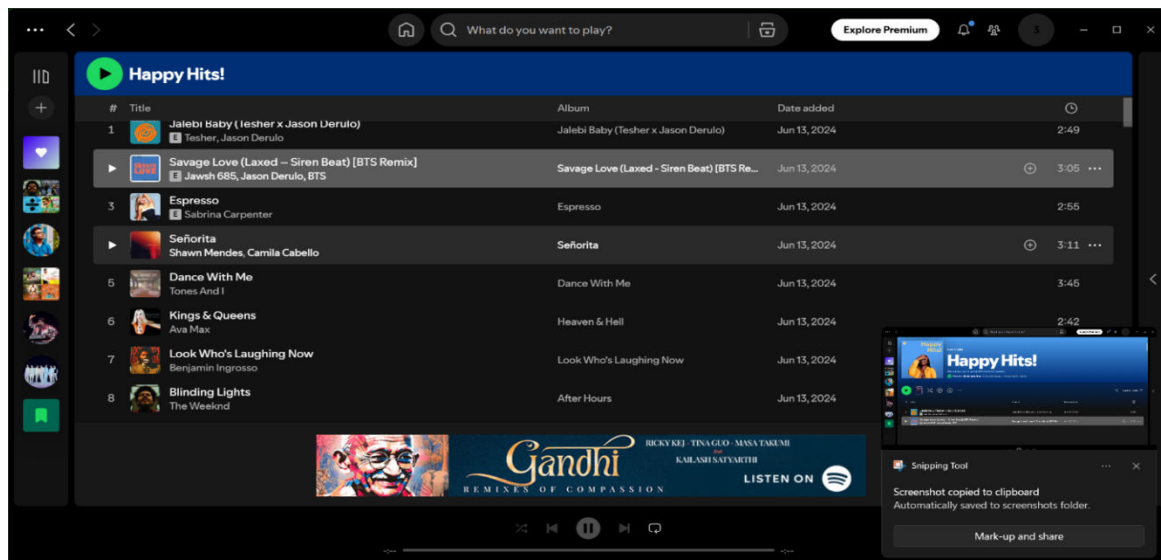 What do you want to play?
Explore Premium
3
Happy Hits!
# Title Album Date added
1 Jalebi Baby (Tesher x Jason Derulo) Jalebi Baby (Tesher x Jason Derulo) Jun 13, 2024 2:49
E Tesher, Jason Derulo
Savage Love (Laxed – Siren Beat) [BTS Remix] Savage Love (Laxed - Siren Beat) [BTS Re... Jun 13, 2024 3:05
E Jawsh 685, Jason Derulo, BTS
3 Espresso Espresso Jun 13, 2024 2:55
E Sabrina Carpenter
Señorita Señorita Jun 13, 2024 3:11
Shawn Mendes, Camila Cabello
5 Dance With Me Dance With Me Jun 13, 2024 3:45
Tones And I
6 Kings & Queens Heaven & Hell Jun 13, 2024 2:42
Ava Max
7 Look Who's Laughing Now Look Who's Laughing Now Jun 13, 2024
Benjamin Ingrosso
8 Blinding Lights After Hours Jun 13, 2024
The Weeknd
Happy Hits!
Happy Hits!
Gandhi
REMIXES OF COMPASSION
RICKY KEJ · TINA GUO · MASA TAKUMI
KAILASH SATYARTHI
LISTEN ON
Snipping Tool
Screenshot copied to clipboard
Automatically saved to screenshots folder.
Mark-up and share
-:--
-:--